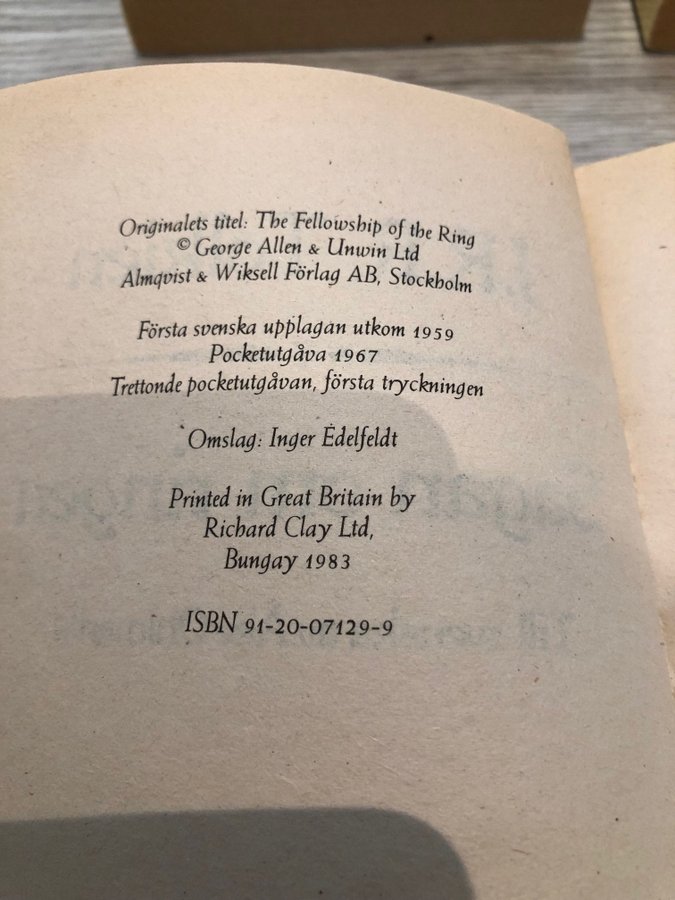 Originalets titel: The Fellowship of the Ring
© George Allen & Unwin Ltd
Almqvist & Wiksell Förlag AB, Stockholm
Första svenska upplagan utkom 1959
Pocketutgåva 1967
Trettonde pocketutgåvan, första tryckningen
Omslag: Inger Edelfeldt
Printed in Great Britain by
Richard Clay Ltd,
Bungay 1983
ISBN 91-20-07129-9